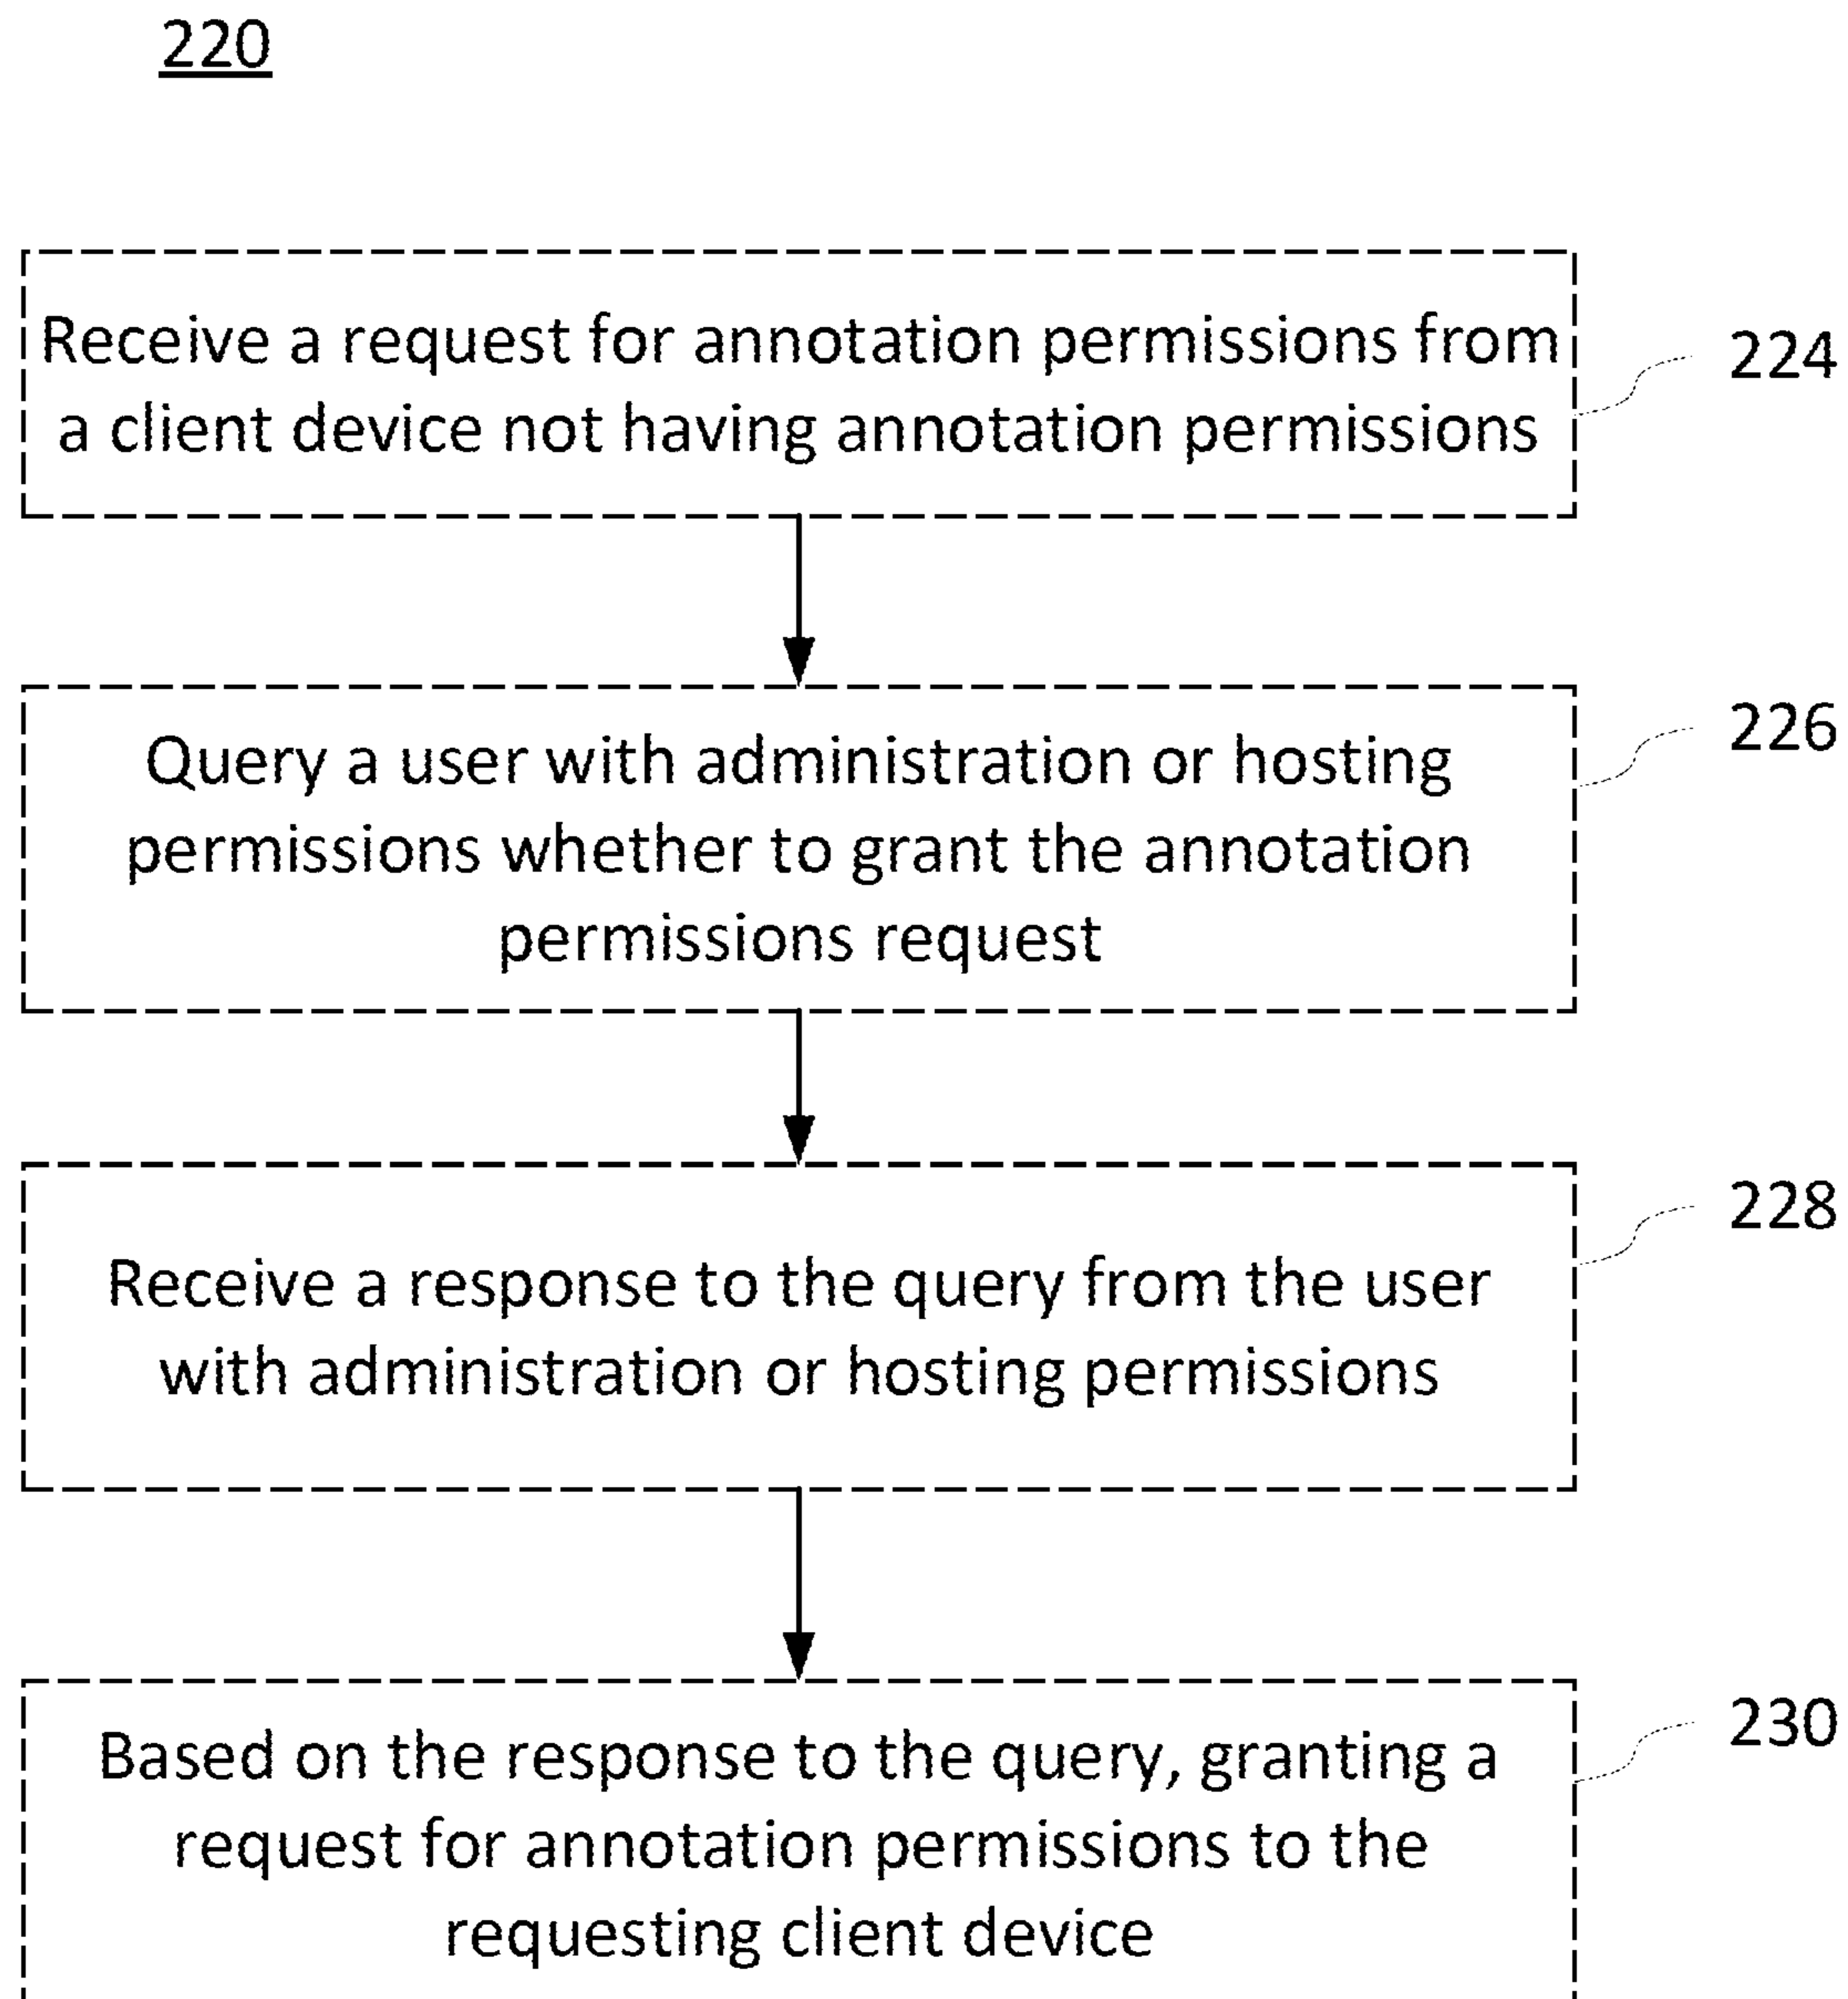 220
Receive a request for annotation permissions from
a client device not having annotation permissions
224
Query a user with administration or hosting
permissions whether to grant the annotation
permissions request
226
Receive a response to the query from the user
with administration or hosting permissions
228
Based on the response to the query, granting a
request for annotation permissions to the
requesting client device
230